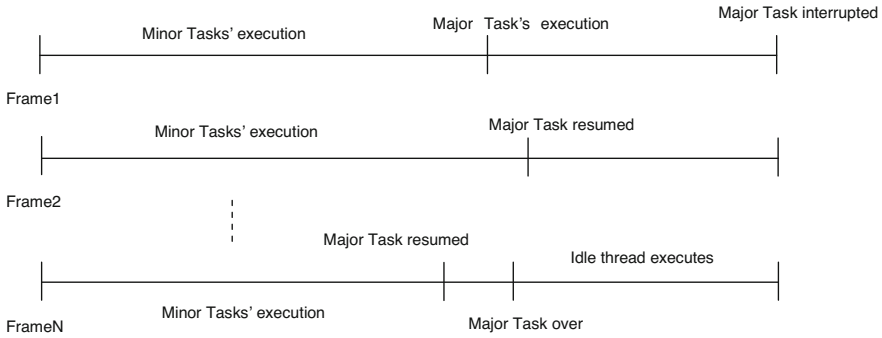 Major Task interrupted
Minor Tasks' execution
Major Task's execution
Frame1
Minor Tasks' execution
Major Task resumed
Frame2
Major Task resumed
Idle thread executes
Minor Tasks' execution
Major Task over
FrameN